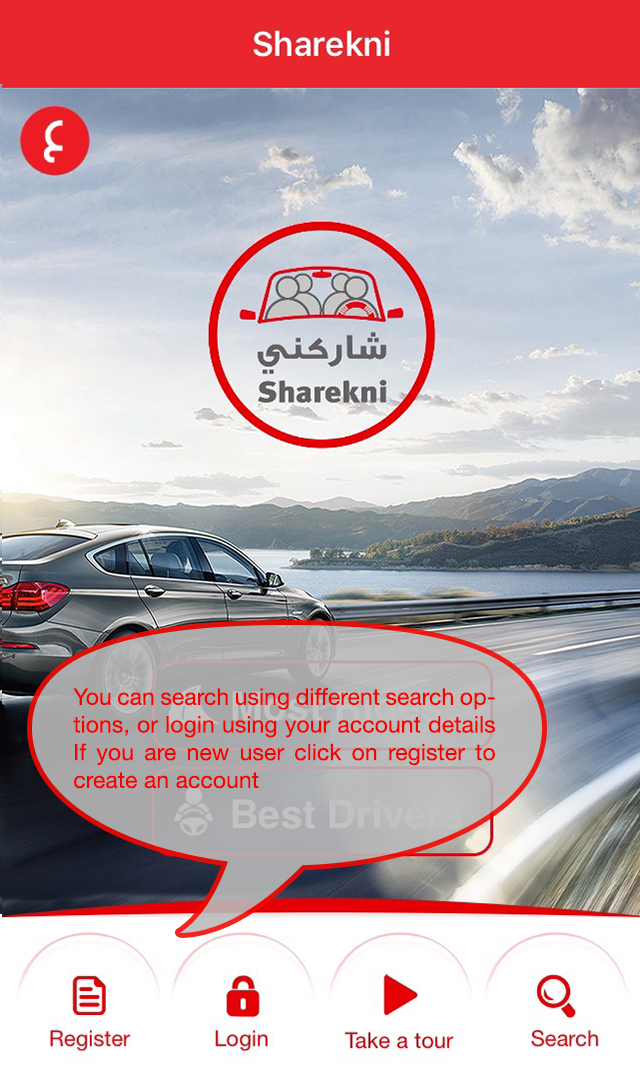 Sharekni
ع
شاركني
Sharekni
You can search using different search op-
tions, or login using your account details
If you are new user click on register to
create an account
Best Drivers
Register
Login
Take a tour
Search